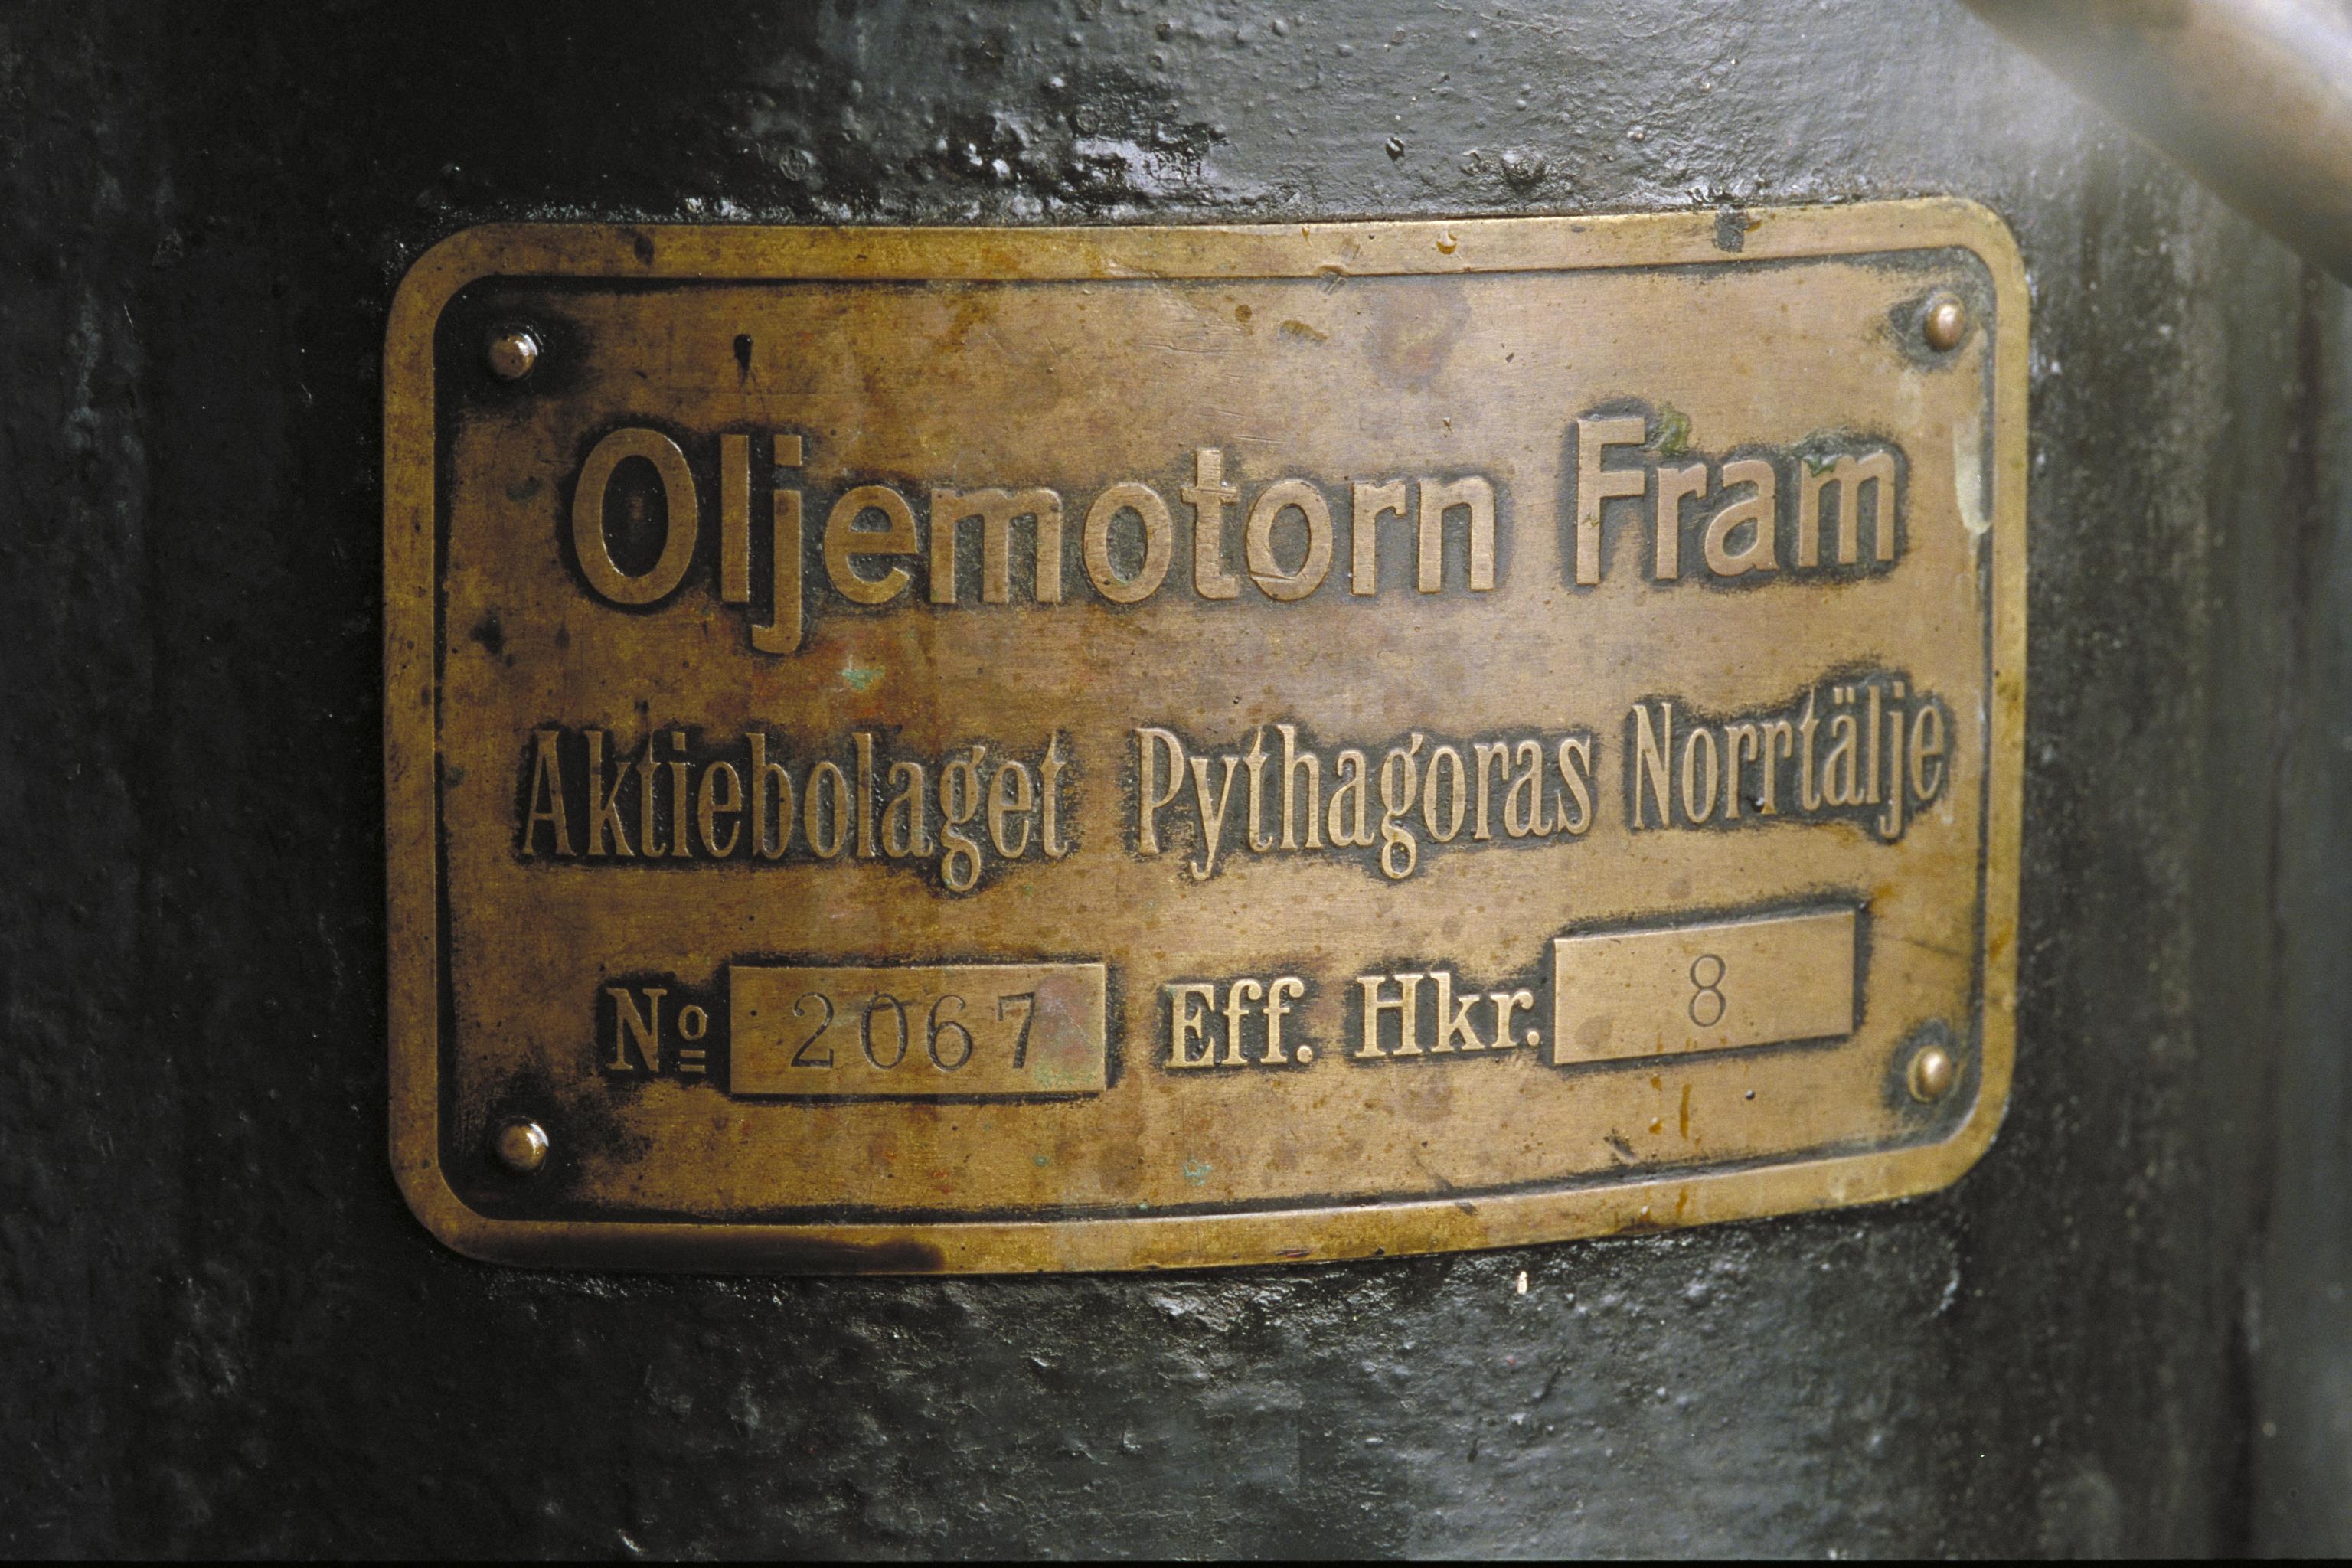 Oljemotorn Fram
Aktiebolaget Pythagoras Norrtälje
Nº 2067 Eff. Hkr. 8